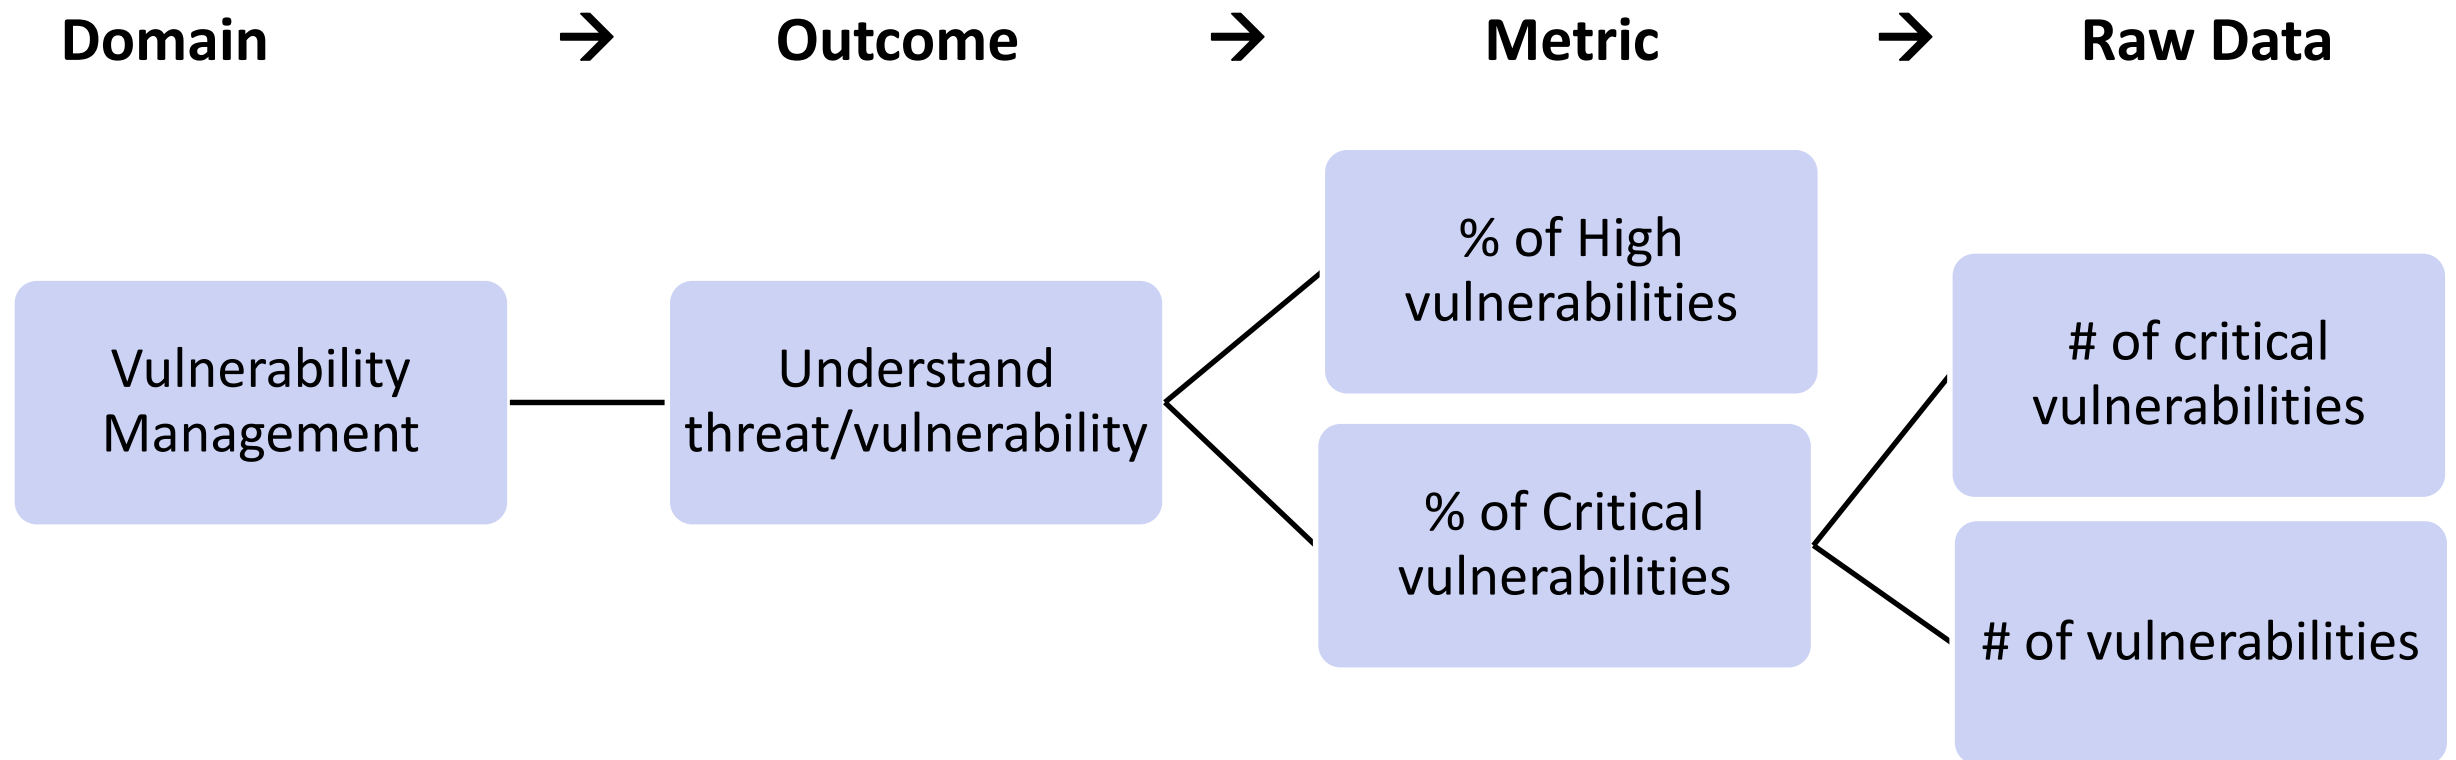 Domain → Outcome → Metric → Raw Data
Vulnerability
Management
Understand
threat/vulnerability
% of High
vulnerabilities
% of Critical
vulnerabilities
# of critical
vulnerabilities
# of vulnerabilities